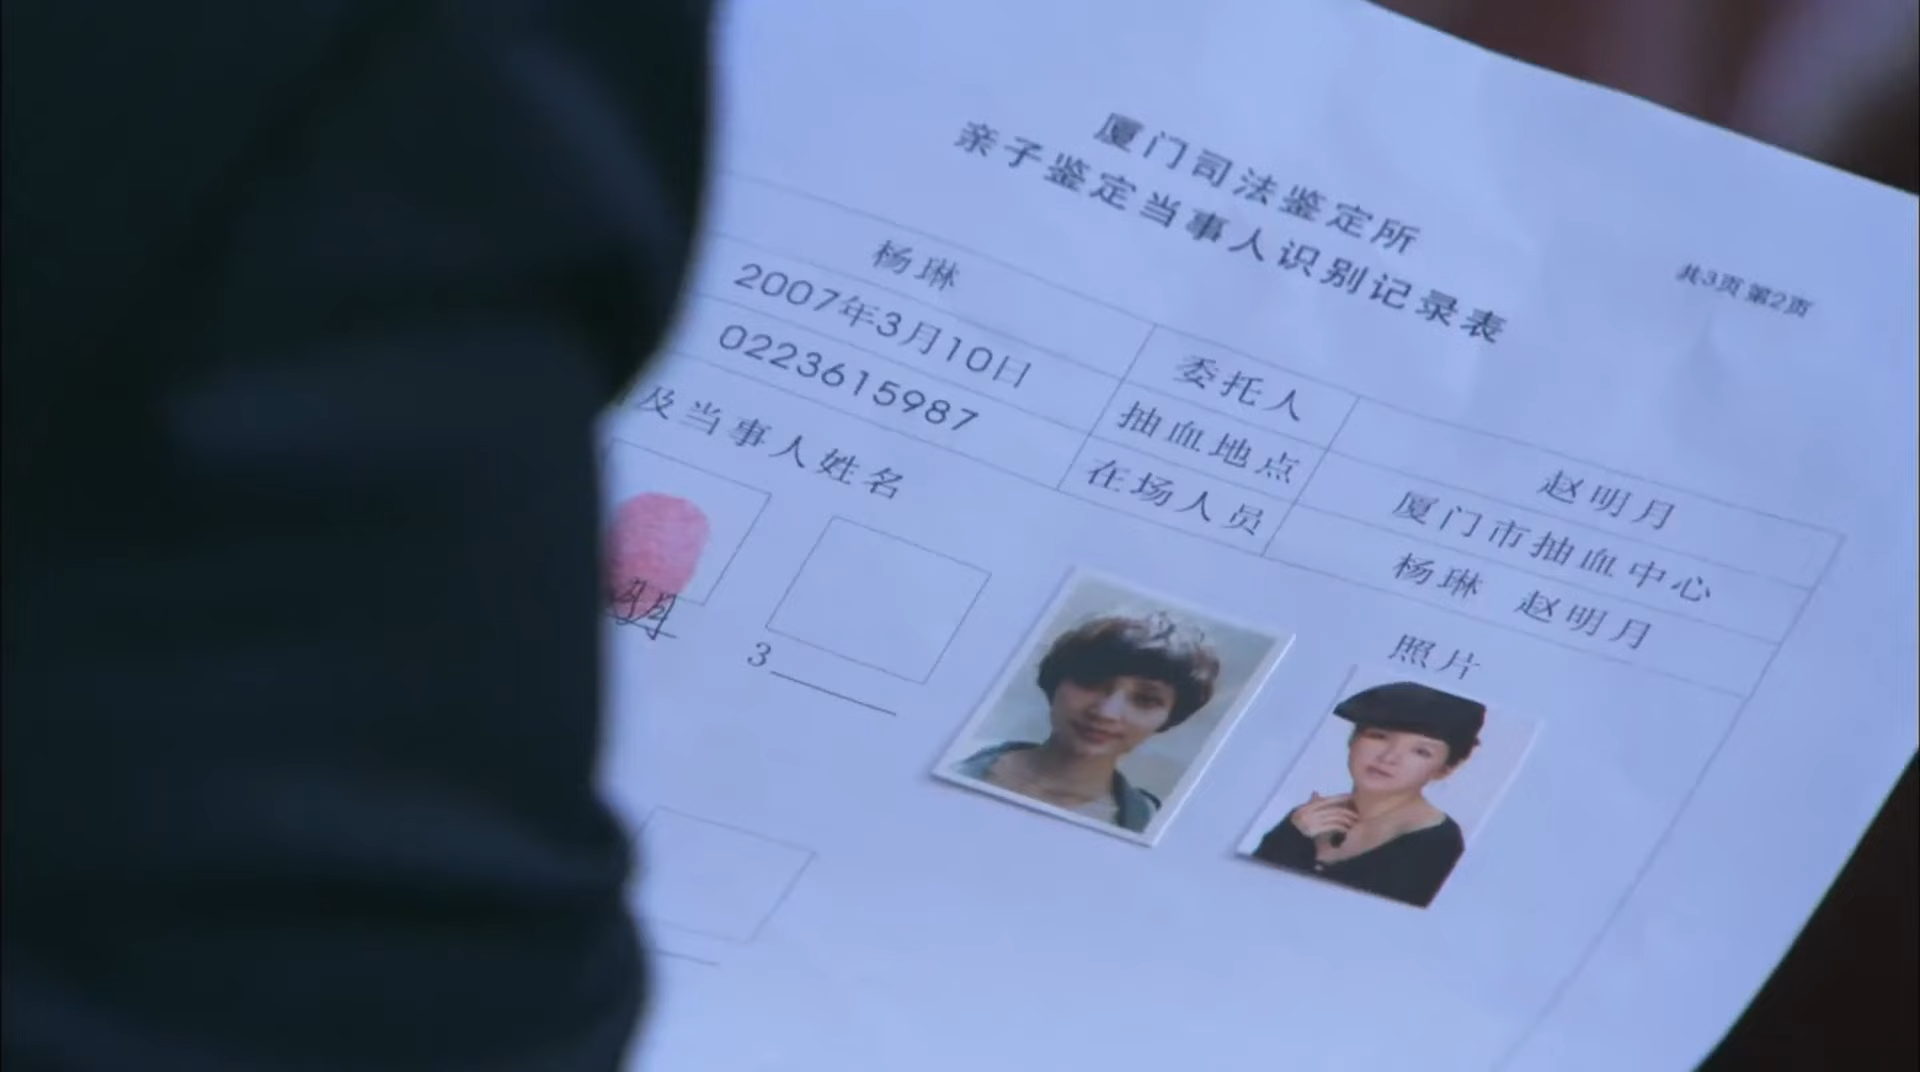 厦门司法鉴定所
亲子鉴定当事人识别记录表
共3页 第2页
杨琳 委托人 赵明月
2007年3月10日 抽血地点 厦门市抽血中心
0223615987 在场人员 杨琳 赵明月
及当事人姓名 照片
明月
3